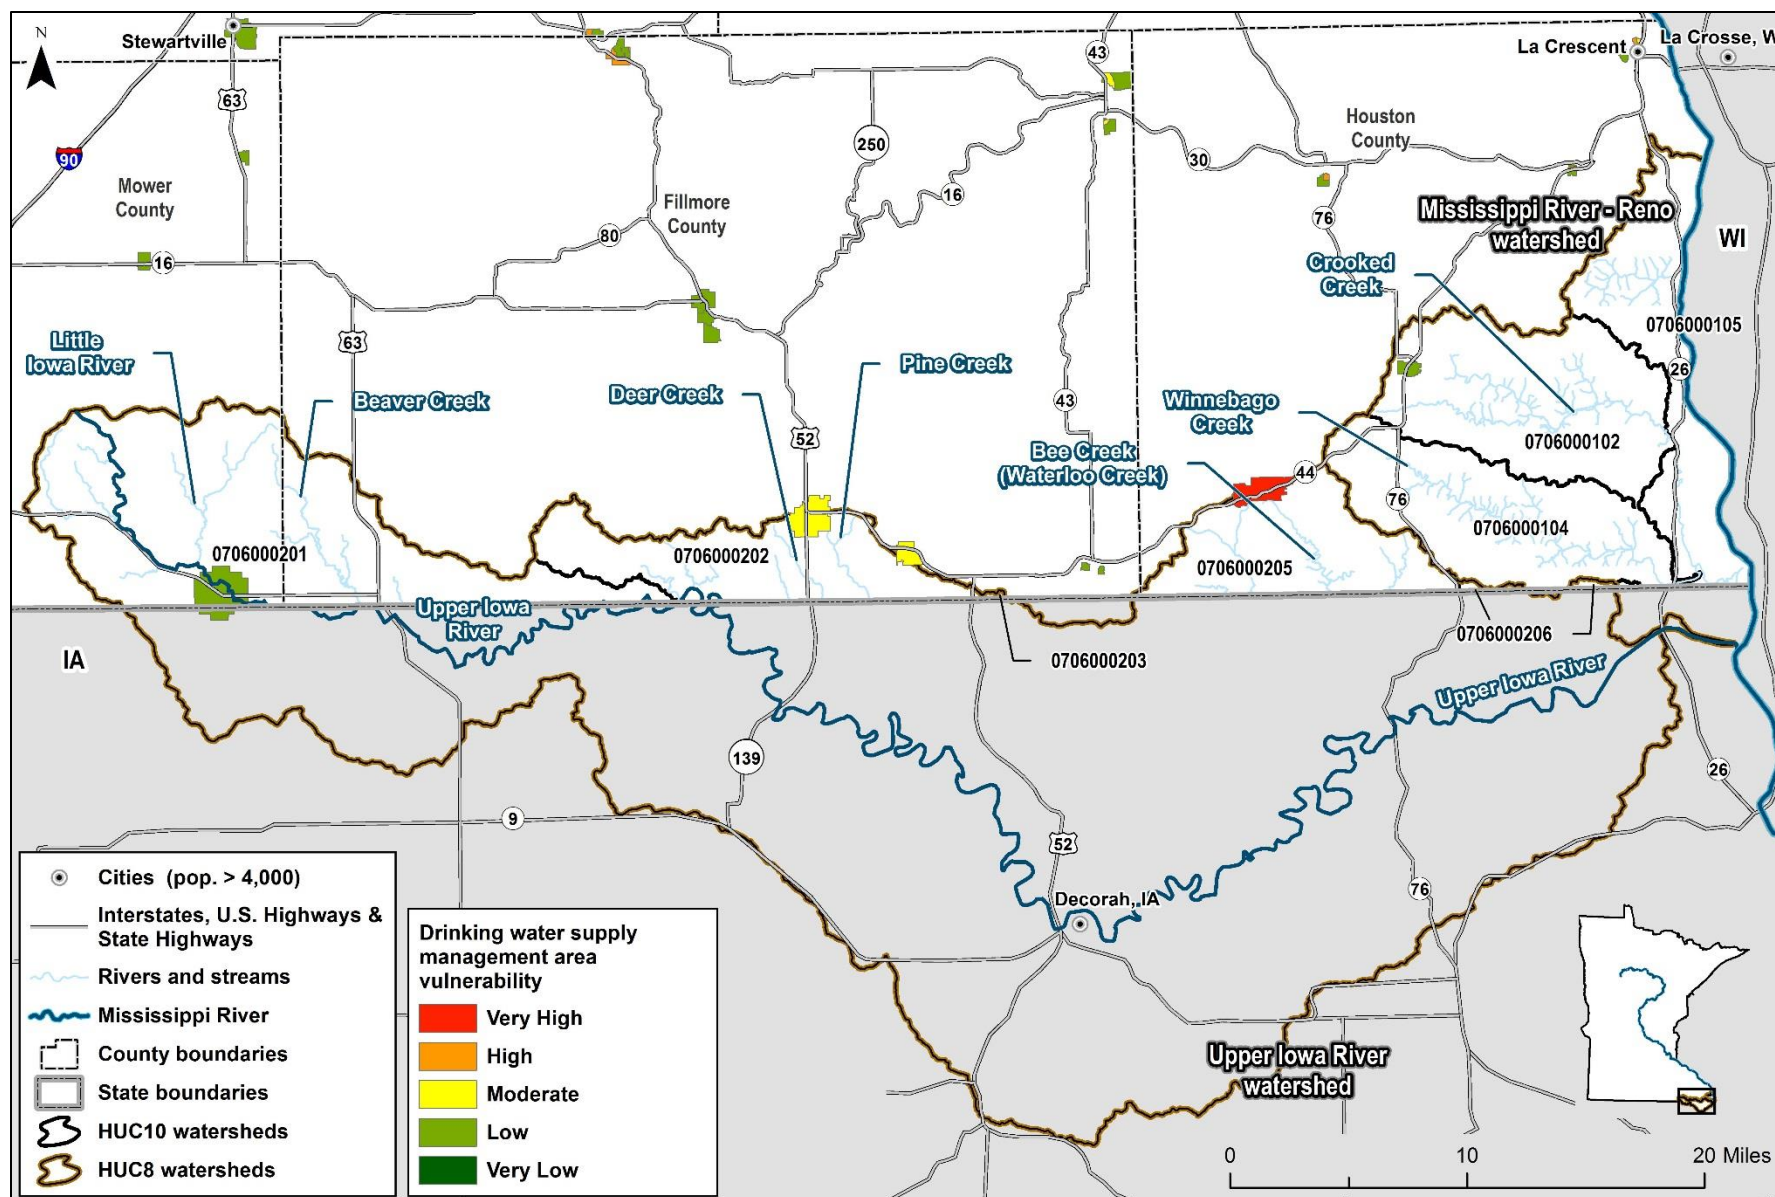 N
Stewartville
43
La Crescent
La Crosse, W
63
250
Houston
County
90
30
Mower
County
16
Fillmore
County
76
Mississippi River - Reno
watershed
80
WI
16
Crooked
Creek
0706000105
Little
Iowa River
63
Pine Creek
26
Beaver Creek
Deer Creek
43
Winnebago
Creek
52
0706000102
Bee Creek
(Waterloo Creek)
44
76
0706000104
0706000201
0706000202
0706000205
Upper Iowa
River
0706000206
IA
0706000203
Upper Iowa River
139
26
9
52
76
Decorah, IA
Cities (pop. > 4,000)
Interstates, U.S. Highways &
State Highways
Rivers and streams
Mississippi River
County boundaries
State boundaries
HUC10 watersheds
HUC8 watersheds
Drinking water supply
management area
vulnerability
Very High
High
Moderate
Low
Very Low
Upper Iowa River
watershed
0 10 20 Miles